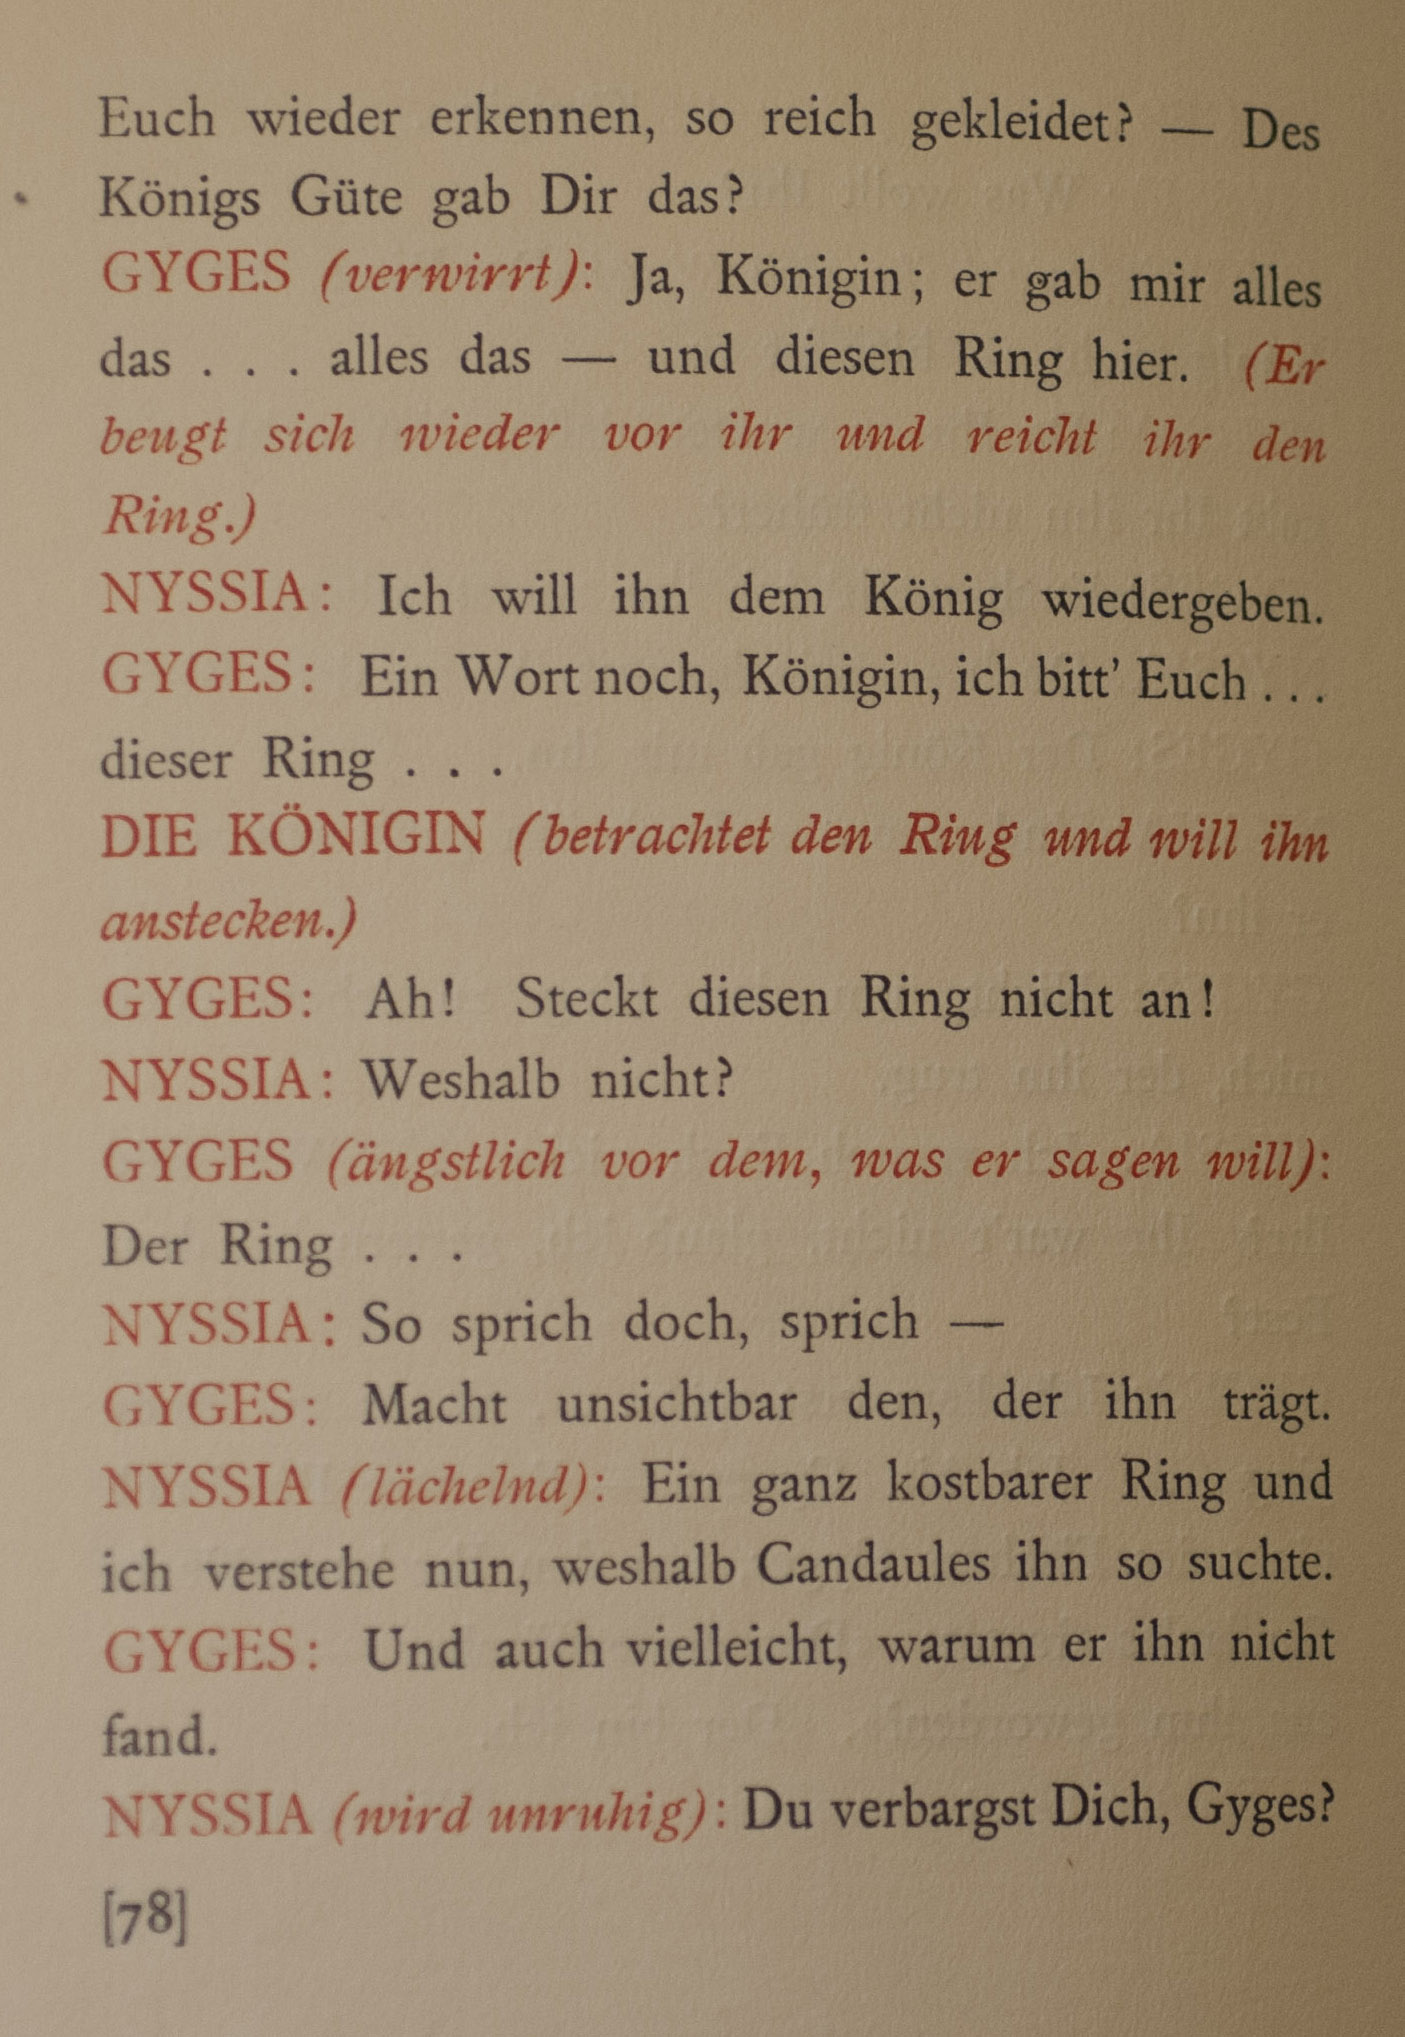 Euch wieder erkennen, so reich gekleidet? — Des
Königs Güte gab Dir das?
GYGES (verwirrt): Ja, Königin; er gab mir alles
das . . . alles das — und diesen Ring hier. (Er
beugt sich wieder vor ihr und reicht ihr den
Ring.)
NYSSIA: Ich will ihn dem König wiedergeben.
GYGES: Ein Wort noch, Königin, ich bitt’ Euch . . .
dieser Ring . . .
DIE KÖNIGIN (betrachtet den Riug und will ihn
anstecken.)
GYGES: Ah! Steckt diesen Ring nicht an!
NYSSIA: Weshalb nicht?
GYGES (ängstlich vor dem, was er sagen will):
Der Ring . . .
NYSSIA: So sprich doch, sprich —
GYGES: Macht unsichtbar den, der ihn trägt.
NYSSIA (lächelnd): Ein ganz kostbarer Ring und
ich verstehe nun, weshalb Candaules ihn so suchte.
GYGES: Und auch vielleicht, warum er ihn nicht
fand.
NYSSIA (wird unruhig): Du verbargst Dich, Gyges?
[78]